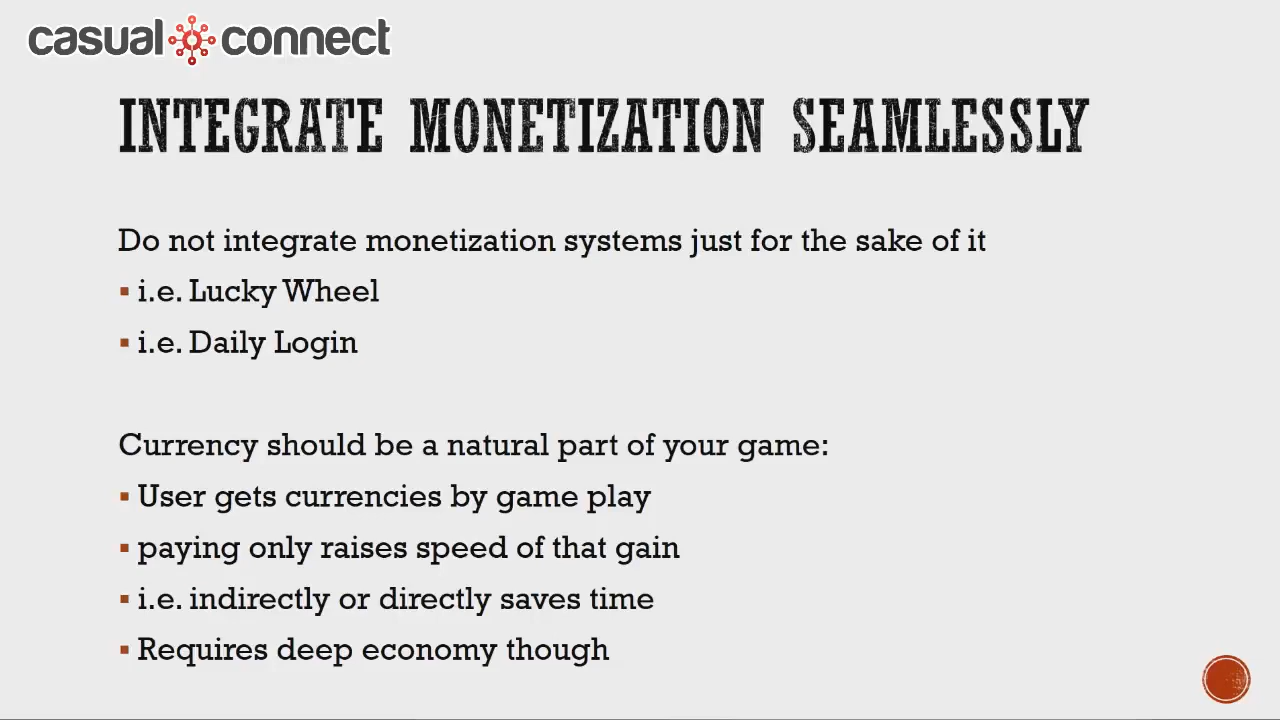 casual connect
INTEGRATE MONETIZATION SEAMLESSLY
Do not integrate monetization systems just for the sake of it
▪ i.e. Lucky Wheel
▪ i.e. Daily Login
Currency should be a natural part of your game:
▪ User gets currencies by game play
▪ paying only raises speed of that gain
▪ i.e. indirectly or directly saves time
▪ Requires deep economy though